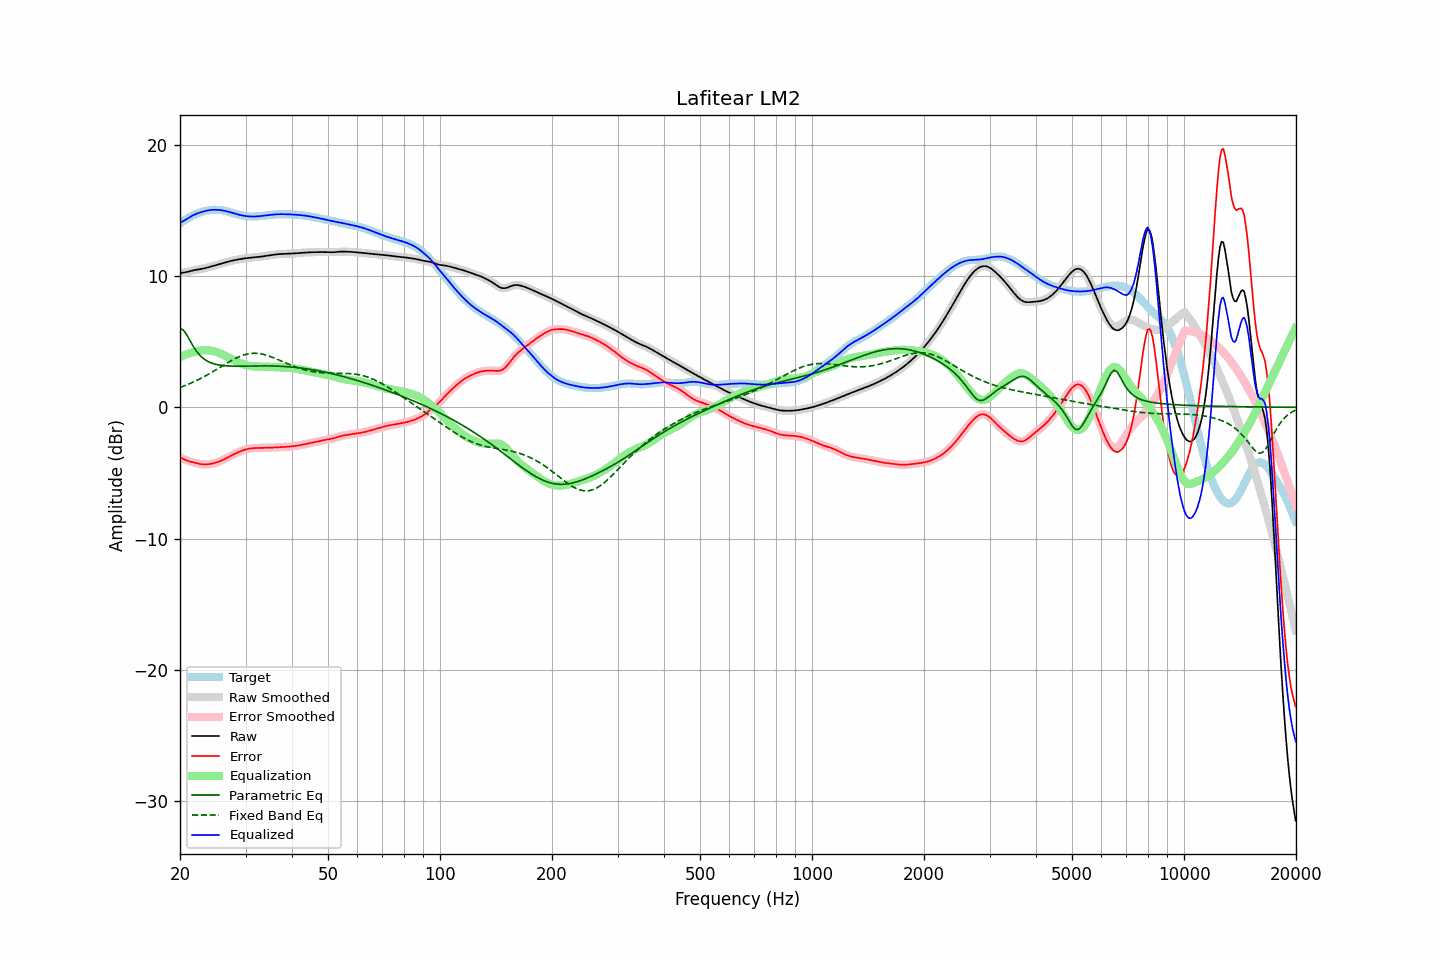 Lafitear LM2
20
10
0
−10
−20
−30
Amplitude (dBr)
Target
Raw Smoothed
Error Smoothed
Raw
Error
Equalization
Parametric Eq
Fixed Band Eq
Equalized
20 50 100 200 500 1000 2000 5000 10000 20000
Frequency (Hz)